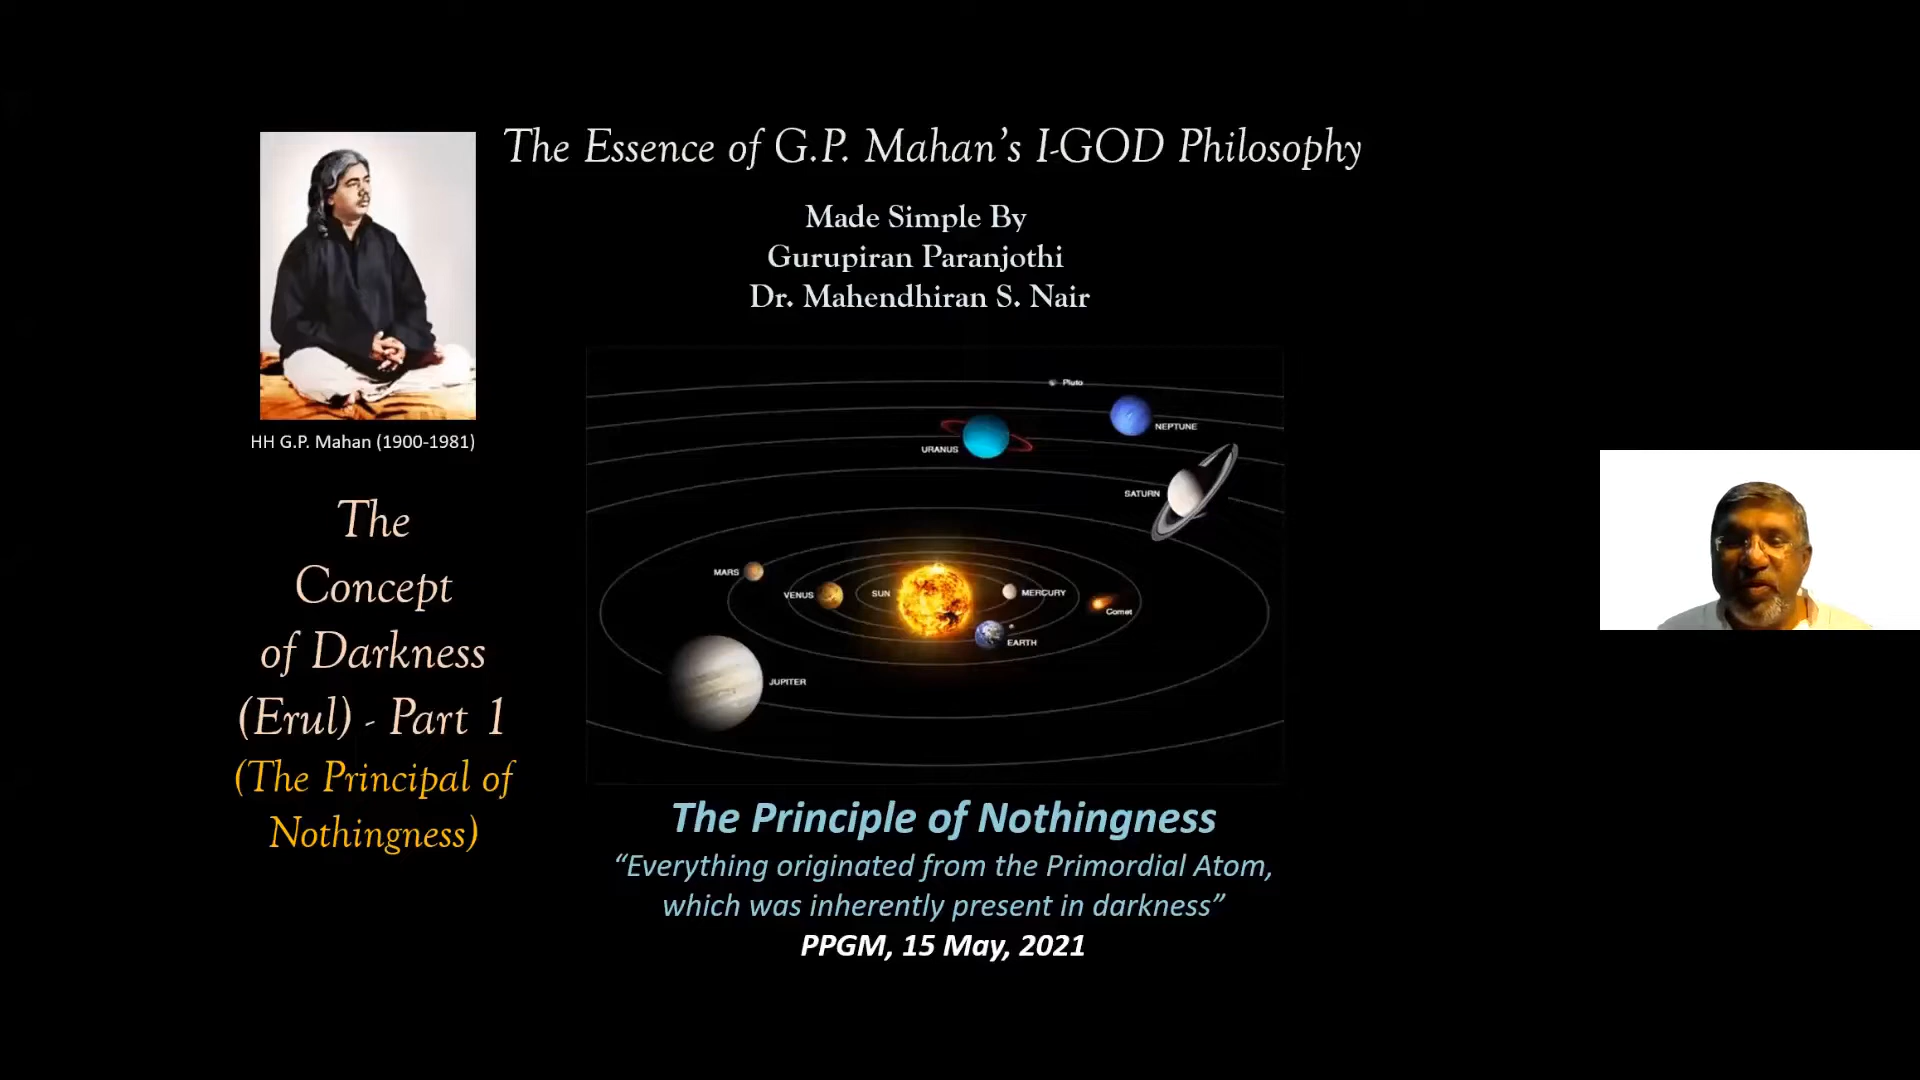 The Essence of G.P. Mahan's I-GOD Philosophy
Made Simple By
Gurupiran Paranjothi
Dr. Mahendhiran S. Nair
HH G.P. Mahan (1900-1981)
The
Concept
of Darkness
(Erul) - Part 1
(The Principal of
Nothingness)
Pluto
NEPTUNE
URANUS
SATURN
MARS
VENUS
SUN
MERCURY
Comet
EARTH
JUPITER
The Principle of Nothingness
“Everything originated from the Primordial Atom,
which was inherently present in darkness”
PPGM, 15 May, 2021